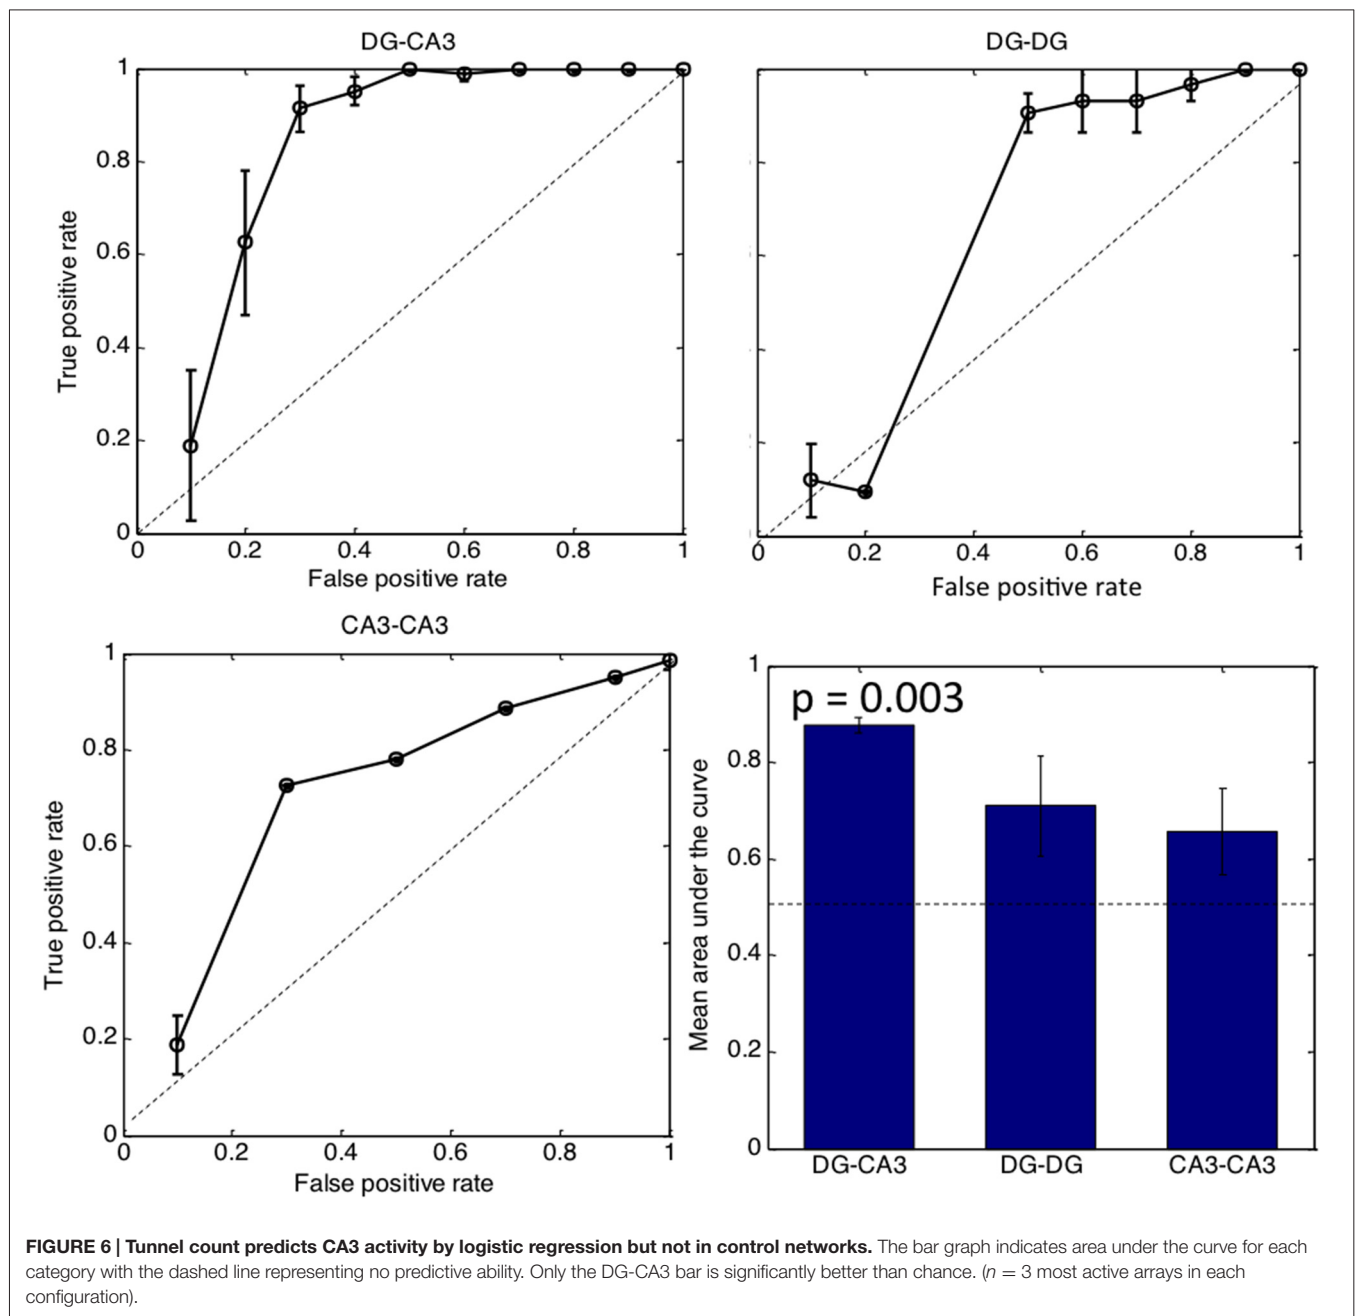 DG-CA3
1
0.8
0.6
0.4
0.2
0
True positive rate
0 0.2 0.4 0.6 0.8 1
False positive rate
DG-DG
0 0.2 0.4 0.6 0.8 1
False positive rate
CA3-CA3
1
0.8
0.6
0.4
0.2
0
True positive rate
0 0.2 0.4 0.6 0.8 1
False positive rate
p = 0.003
1
0.8
0.6
0.4
0.2
0
Mean area under the curve
DG-CA3 DG-DG CA3-CA3
FIGURE 6 | Tunnel count predicts CA3 activity by logistic regression but not in control networks. The bar graph indicates area under the curve for each
category with the dashed line representing no predictive ability. Only the DG-CA3 bar is significantly better than chance. (n = 3 most active arrays in each
configuration).